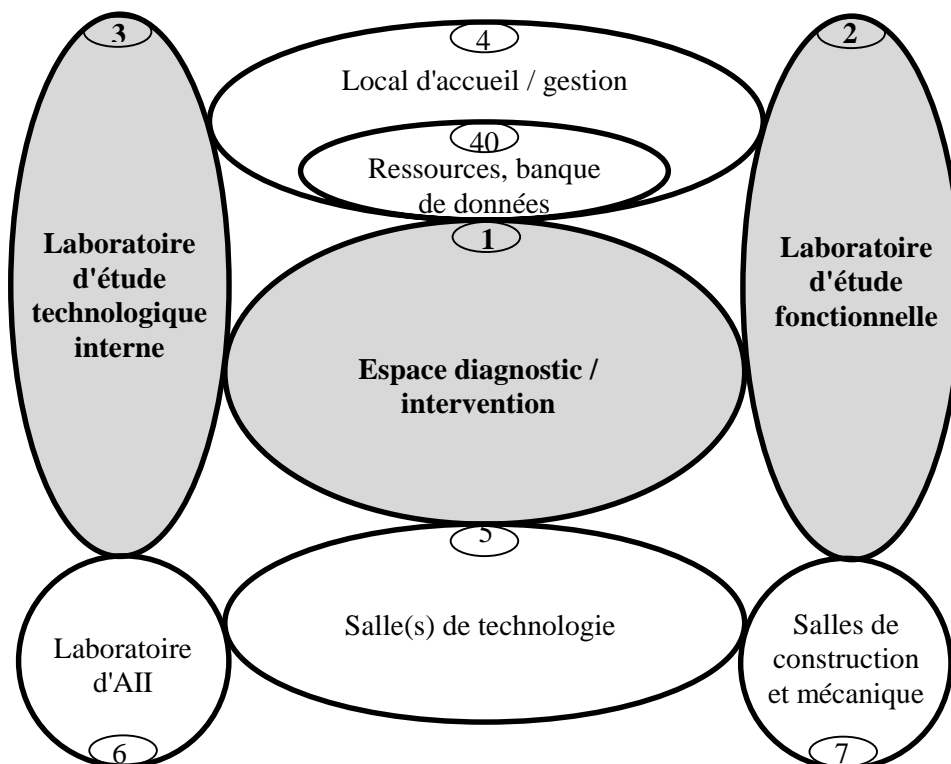 3
4
2
Local d'accueil / gestion
40
Ressources, banque
de données
1
Laboratoire
d'étude
technologique
interne
Laboratoire
d'étude
fonctionnelle
Espace diagnostic /
intervention
5
Salle(s) de technologie
Laboratoire
d'AII
6
Salles de
construction
et mécanique
7